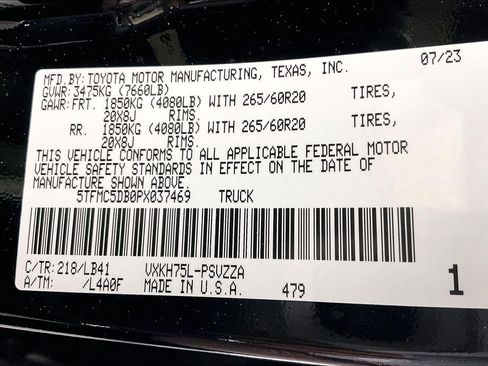 MFD.BY: TOYOTA MOTOR MANUFACTURING, TEXAS, INC. 07/23
GVWR: 3475KG (7660LB)
GAWR: FRT. 1850KG (4080LB) WITH 265/60R20 TIRES,
20X8J RIMS.
RR. 1850KG (4080LB) WITH 265/60R20 TIRES,
20X8J RIMS.
THIS VEHICLE CONFORMS TO ALL APPLICABLE FEDERAL MOTOR
VEHICLE SAFETY STANDARDS IN EFFECT ON THE DATE OF
MANUFACTURE SHOWN ABOVE.
5TFMC5DB0PX037469 TRUCK
C/TR: 218/LB41 VXKH75L-PSVZZA
A/TM: /L4A0F MADE IN U.S.A. 479 1